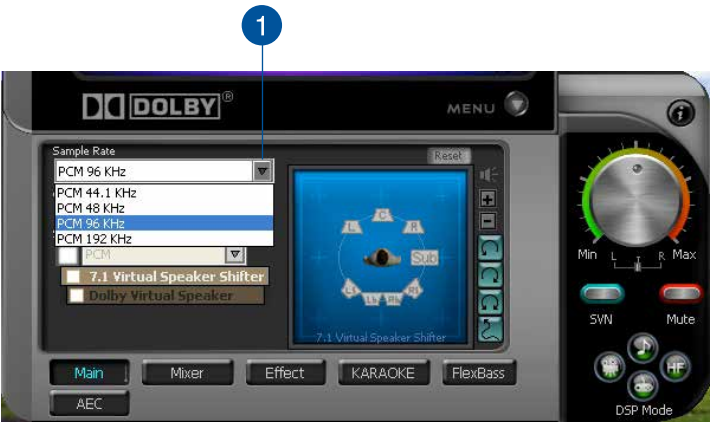 1
DOLBY®
MENU
i
Sample Rate
Reset
PCM 96 KHz
PCM 44.1 KHz
PCM 48 KHz
PCM 96 KHz
PCM 192 KHz
PCM
7.1 Virtual Speaker Shifter
Dolby Virtual Speaker
C
L R
Sub
Ls Rs
Lb Rb
7.1 Virtual Speaker Shifter
Min L T R Max
SVN Mute
HF
DSP Mode
Main Mixer Effect KARAOKE FlexBass
AEC